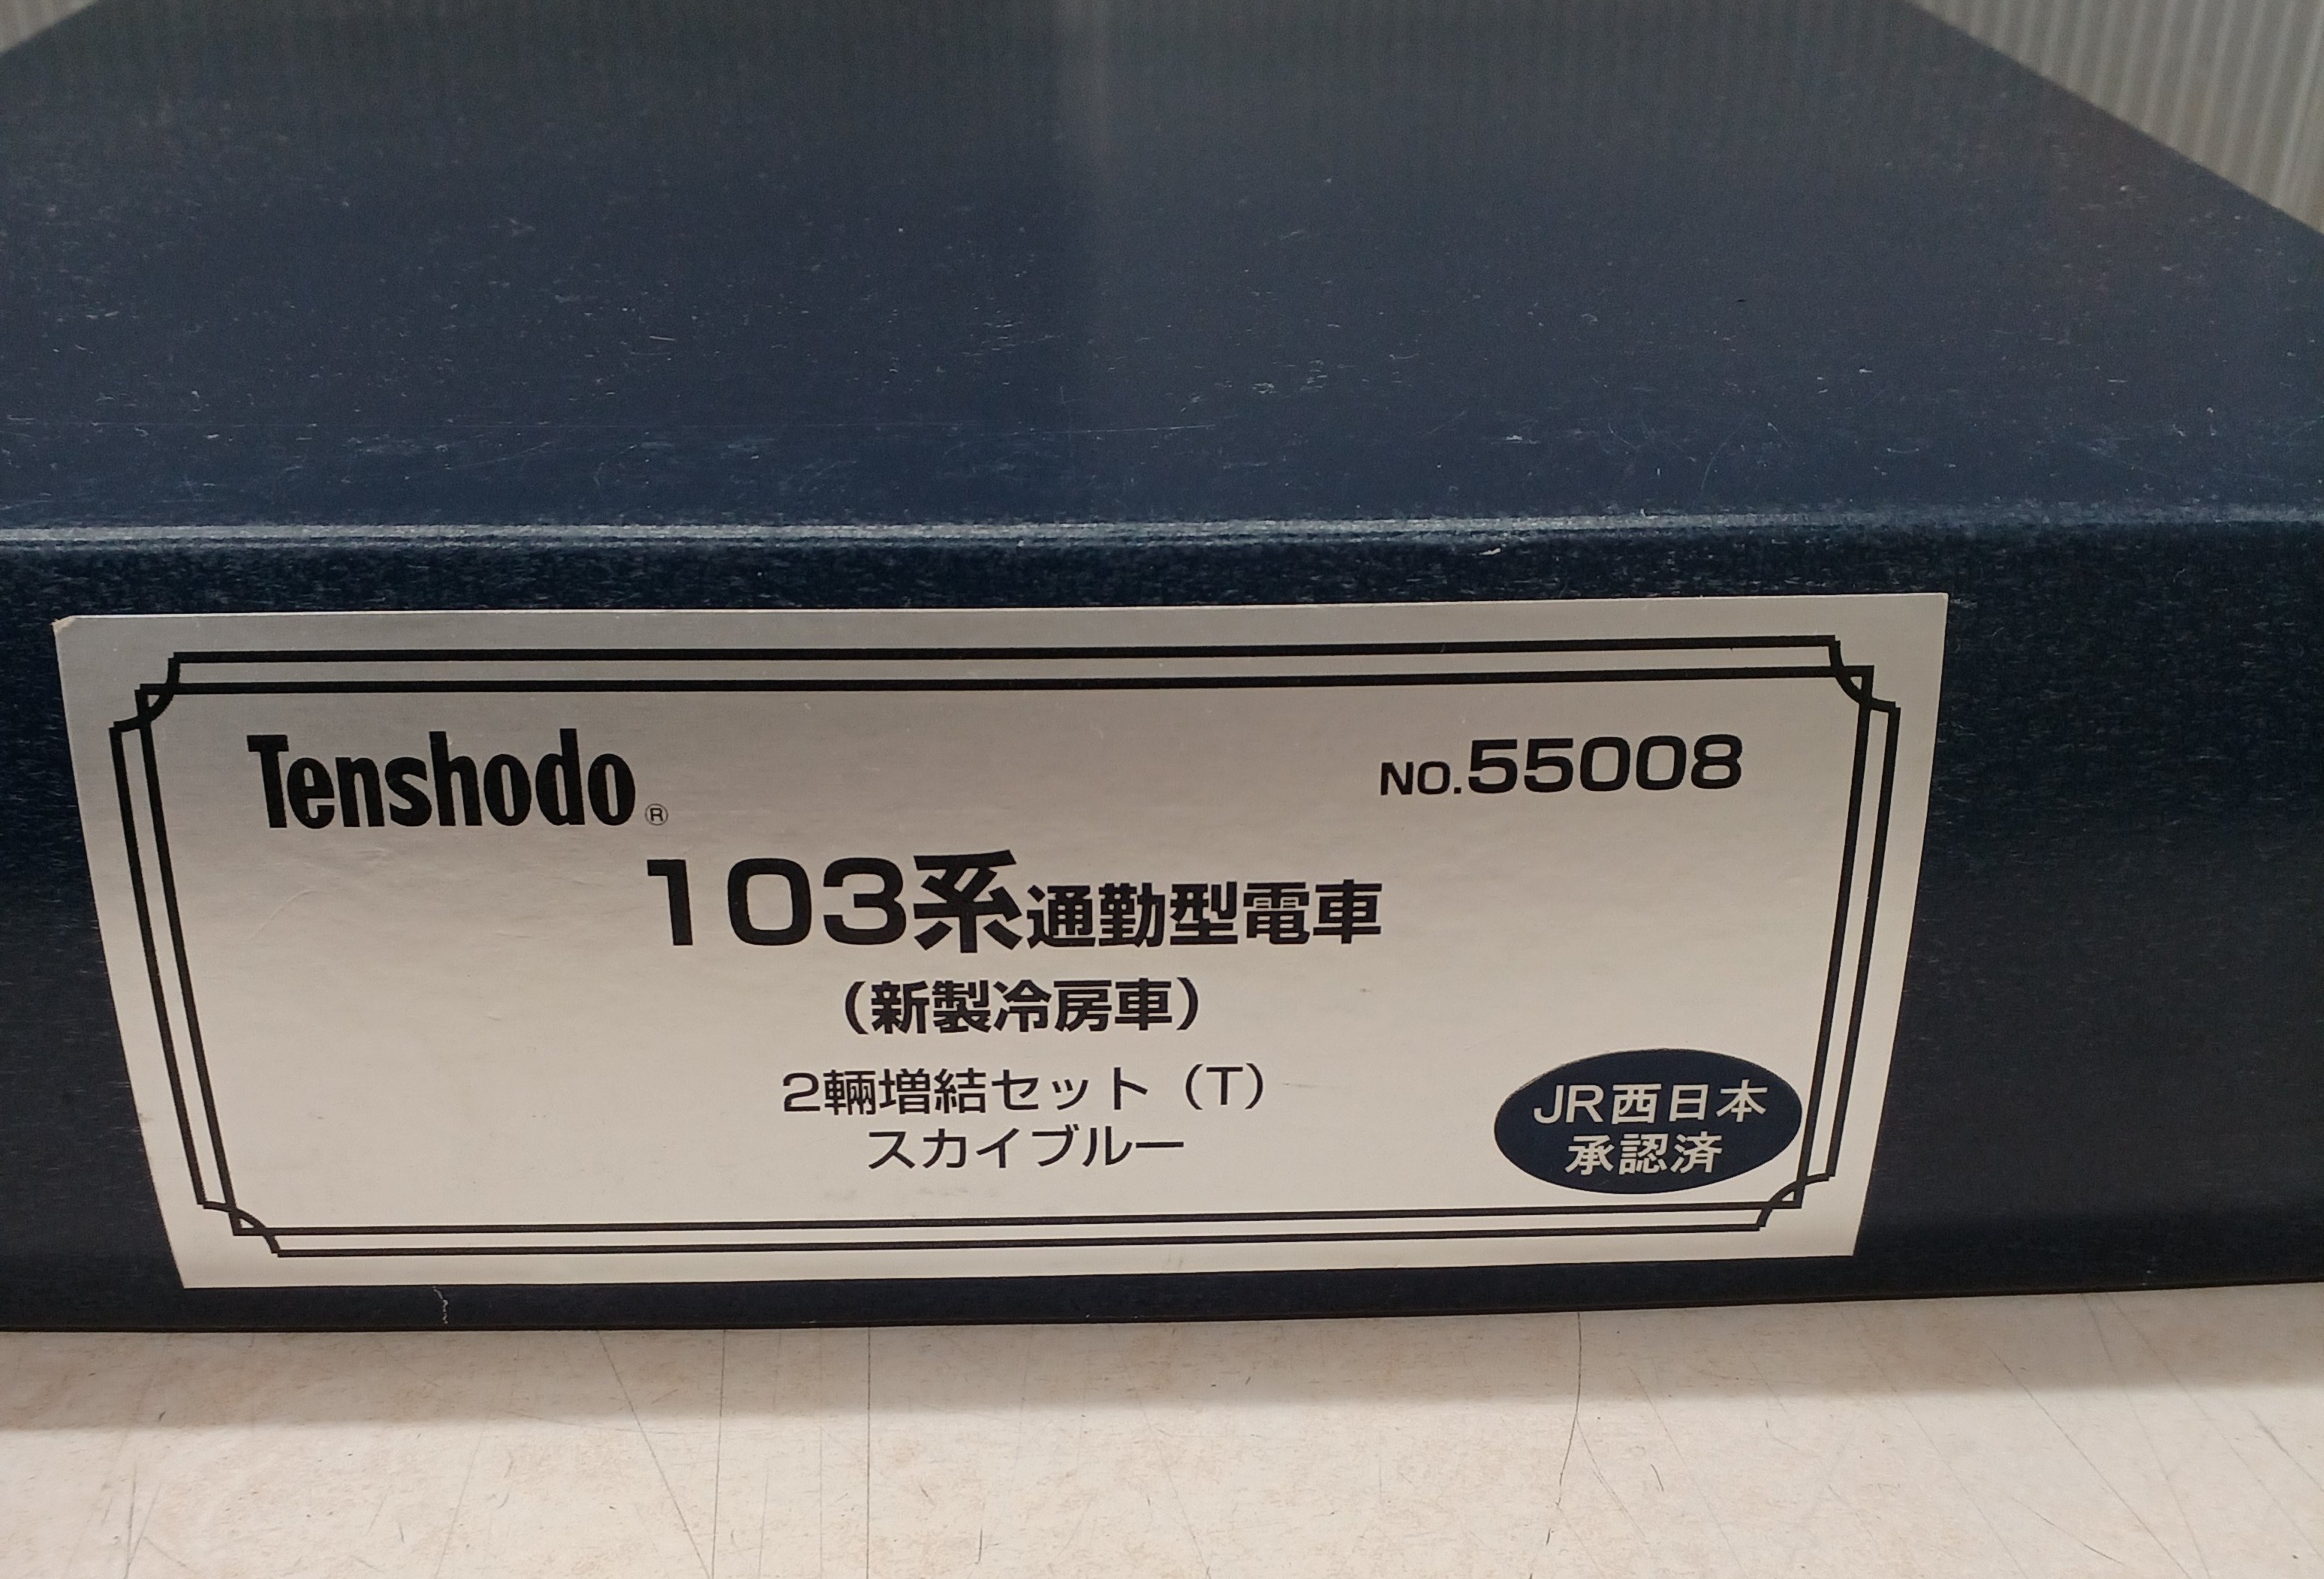 Tenshodo®
NO.55008
103系通勤型電車
（新製冷房車）
2輛増結セット（T）
スカイブルー
JR西日本
承認済